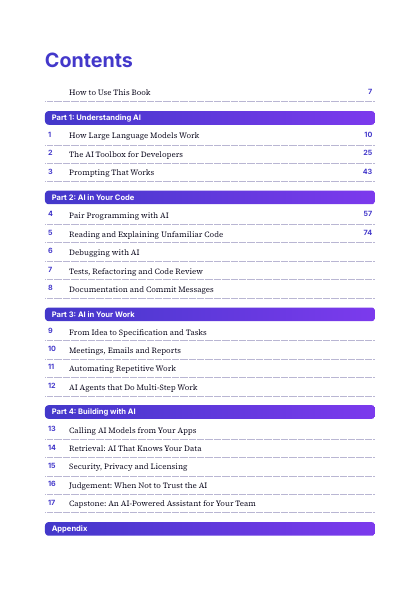 Contents
How to Use This Book 7
Part 1: Understanding AI
1 How Large Language Models Work 10
2 The AI Toolbox for Developers 25
3 Prompting That Works 43
Part 2: AI in Your Code
4 Pair Programming with AI 57
5 Reading and Explaining Unfamiliar Code 74
6 Debugging with AI
7 Tests, Refactoring and Code Review
8 Documentation and Commit Messages
Part 3: AI in Your Work
9 From Idea to Specification and Tasks
10 Meetings, Emails and Reports
11 Automating Repetitive Work
12 AI Agents that Do Multi-Step Work
Part 4: Building with AI
13 Calling AI Models from Your Apps
14 Retrieval: AI That Knows Your Data
15 Security, Privacy and Licensing
16 Judgement: When Not to Trust the AI
17 Capstone: An AI-Powered Assistant for Your Team
Appendix